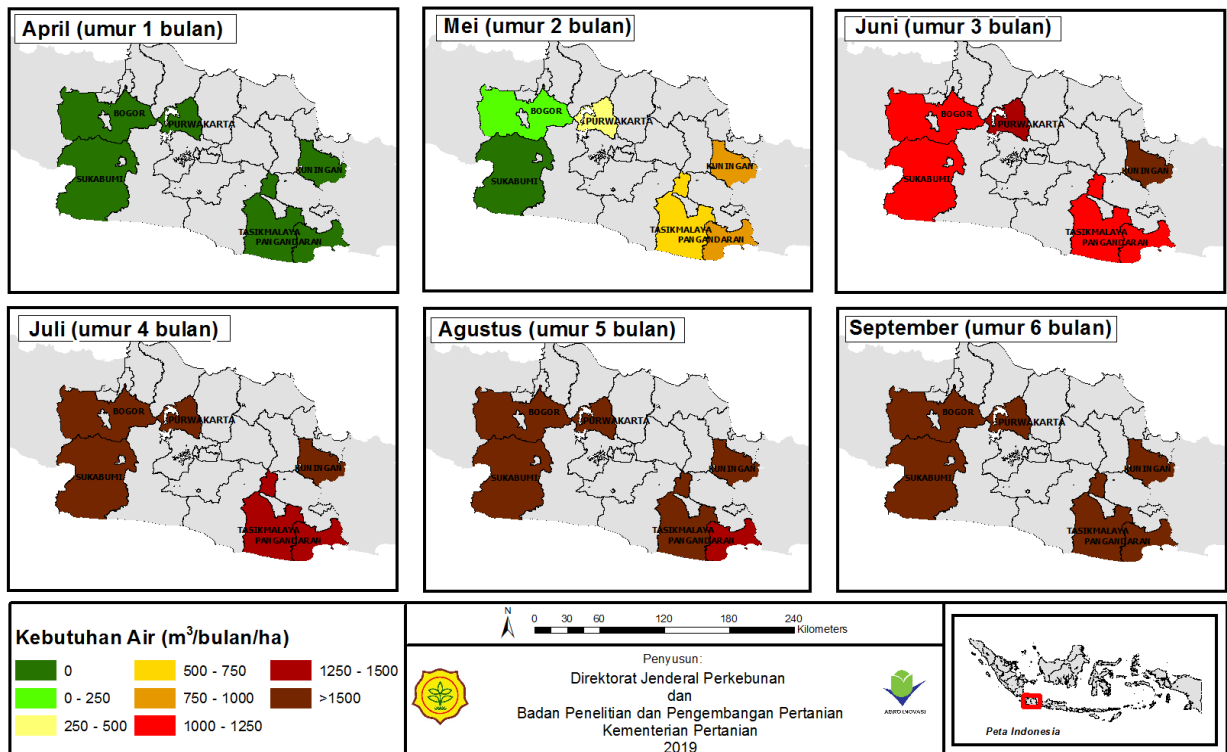 April (umur 1 bulan)
BOGOR
PURWAKARTA
KUNINGAN
SUKABUMI
TASIKMALAYA
PANGANDARAN
Mei (umur 2 bulan)
BOGOR
PURWAKARTA
KUNINGAN
SUKABUMI
TASIKMALAYA
PANGANDARAN
Juni (umur 3 bulan)
BOGOR
PURWAKARTA
KUNINGAN
SUKABUMI
TASIKMALAYA
PANGANDARAN
Juli (umur 4 bulan)
BOGOR
PURWAKARTA
KUNINGAN
SUKABUMI
TASIKMALAYA
PANGANDARAN
Agustus (umur 5 bulan)
BOGOR
PURWAKARTA
KUNINGAN
SUKABUMI
TASIKMALAYA
PANGANDARAN
September (umur 6 bulan)
BOGOR
PURWAKARTA
KUNINGAN
SUKABUMI
TASIKMALAYA
PANGANDARAN
Kebutuhan Air (m³/bulan/ha)
0
0 - 250
250 - 500
500 - 750
750 - 1000
1000 - 1250
1250 - 1500
>1500
N
0 30 60 120 180 240
Kilometers
Penyusun:
Direktorat Jenderal Perkebunan
dan
Badan Penelitian dan Pengembangan Pertanian
Kementerian Pertanian
2019
AGRO INOVASI
Peta Indonesia